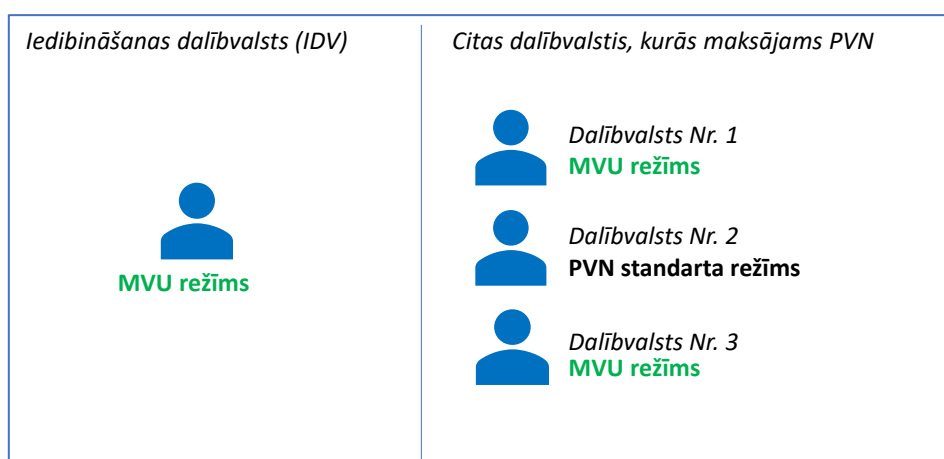 Iedibināšanas dalībvalsts (IDV)
MVU režīms
Citas dalībvalstis, kurās maksājams PVN
Dalībvalsts Nr. 1
MVU režīms
Dalībvalsts Nr. 2
PVN standarta režīms
Dalībvalsts Nr. 3
MVU režīms